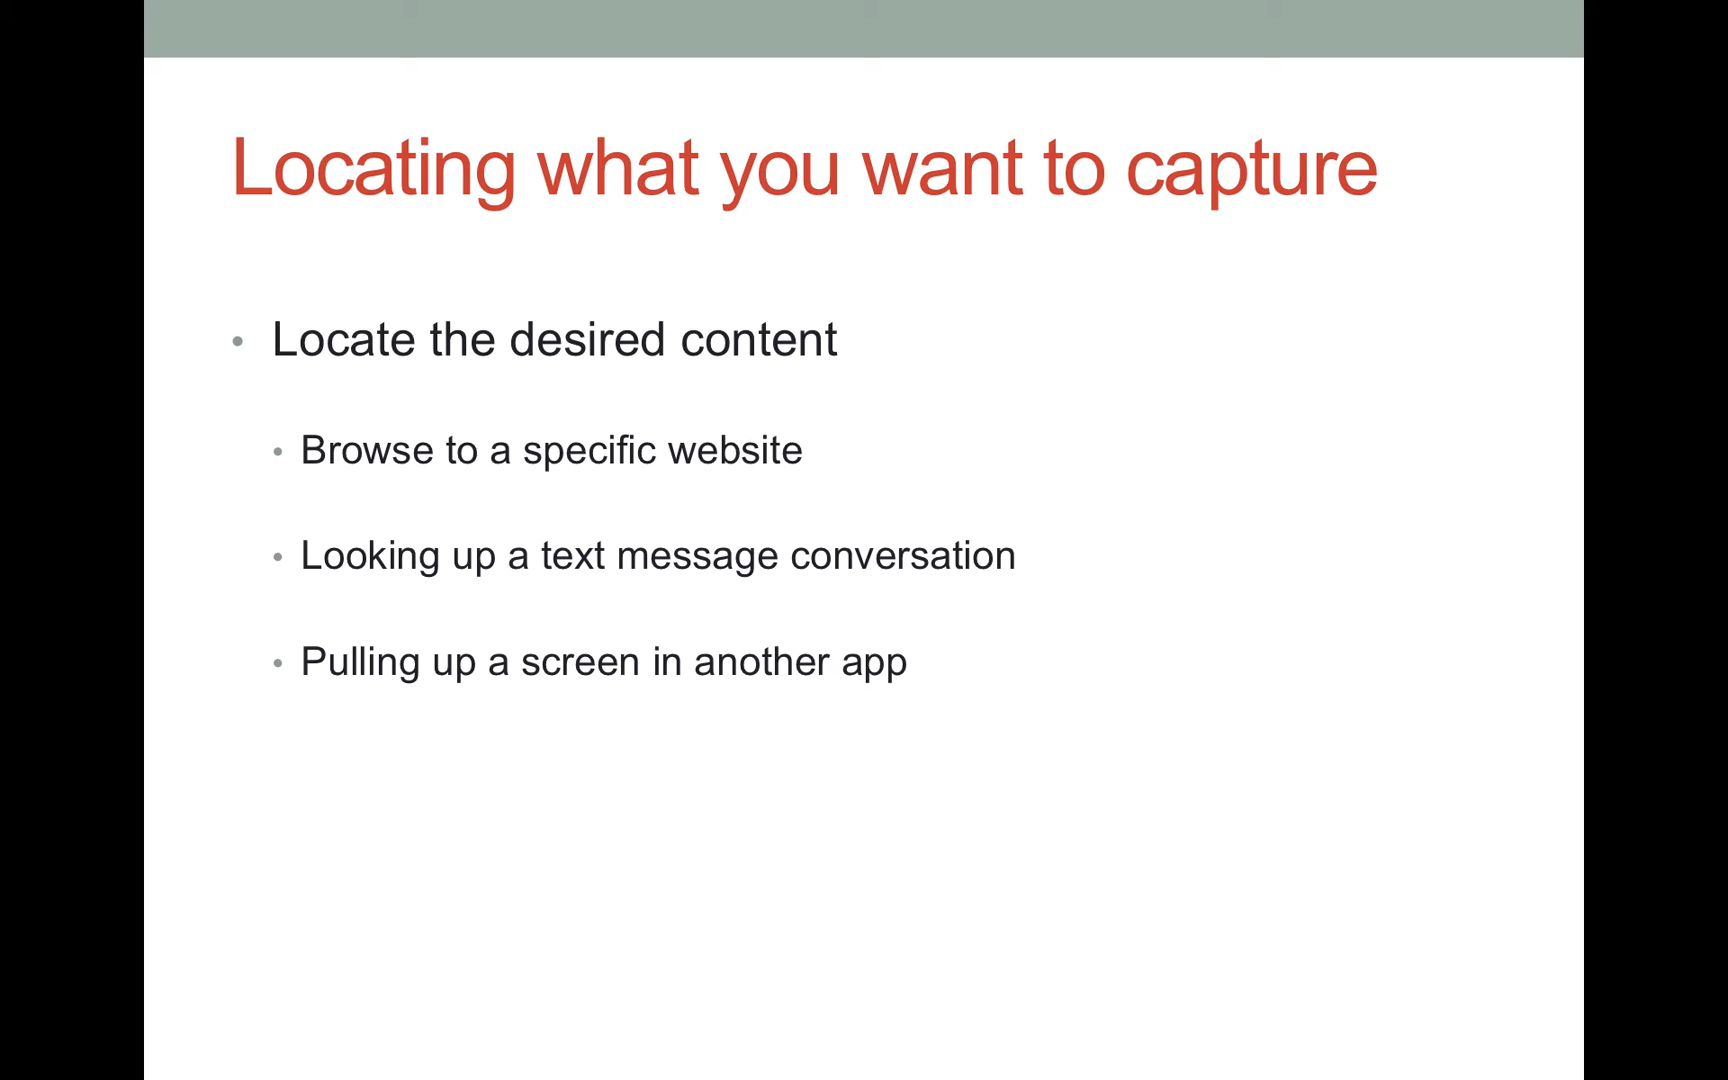 Locating what you want to capture
• Locate the desired content
• Browse to a specific website
• Looking up a text message conversation
• Pulling up a screen in another app